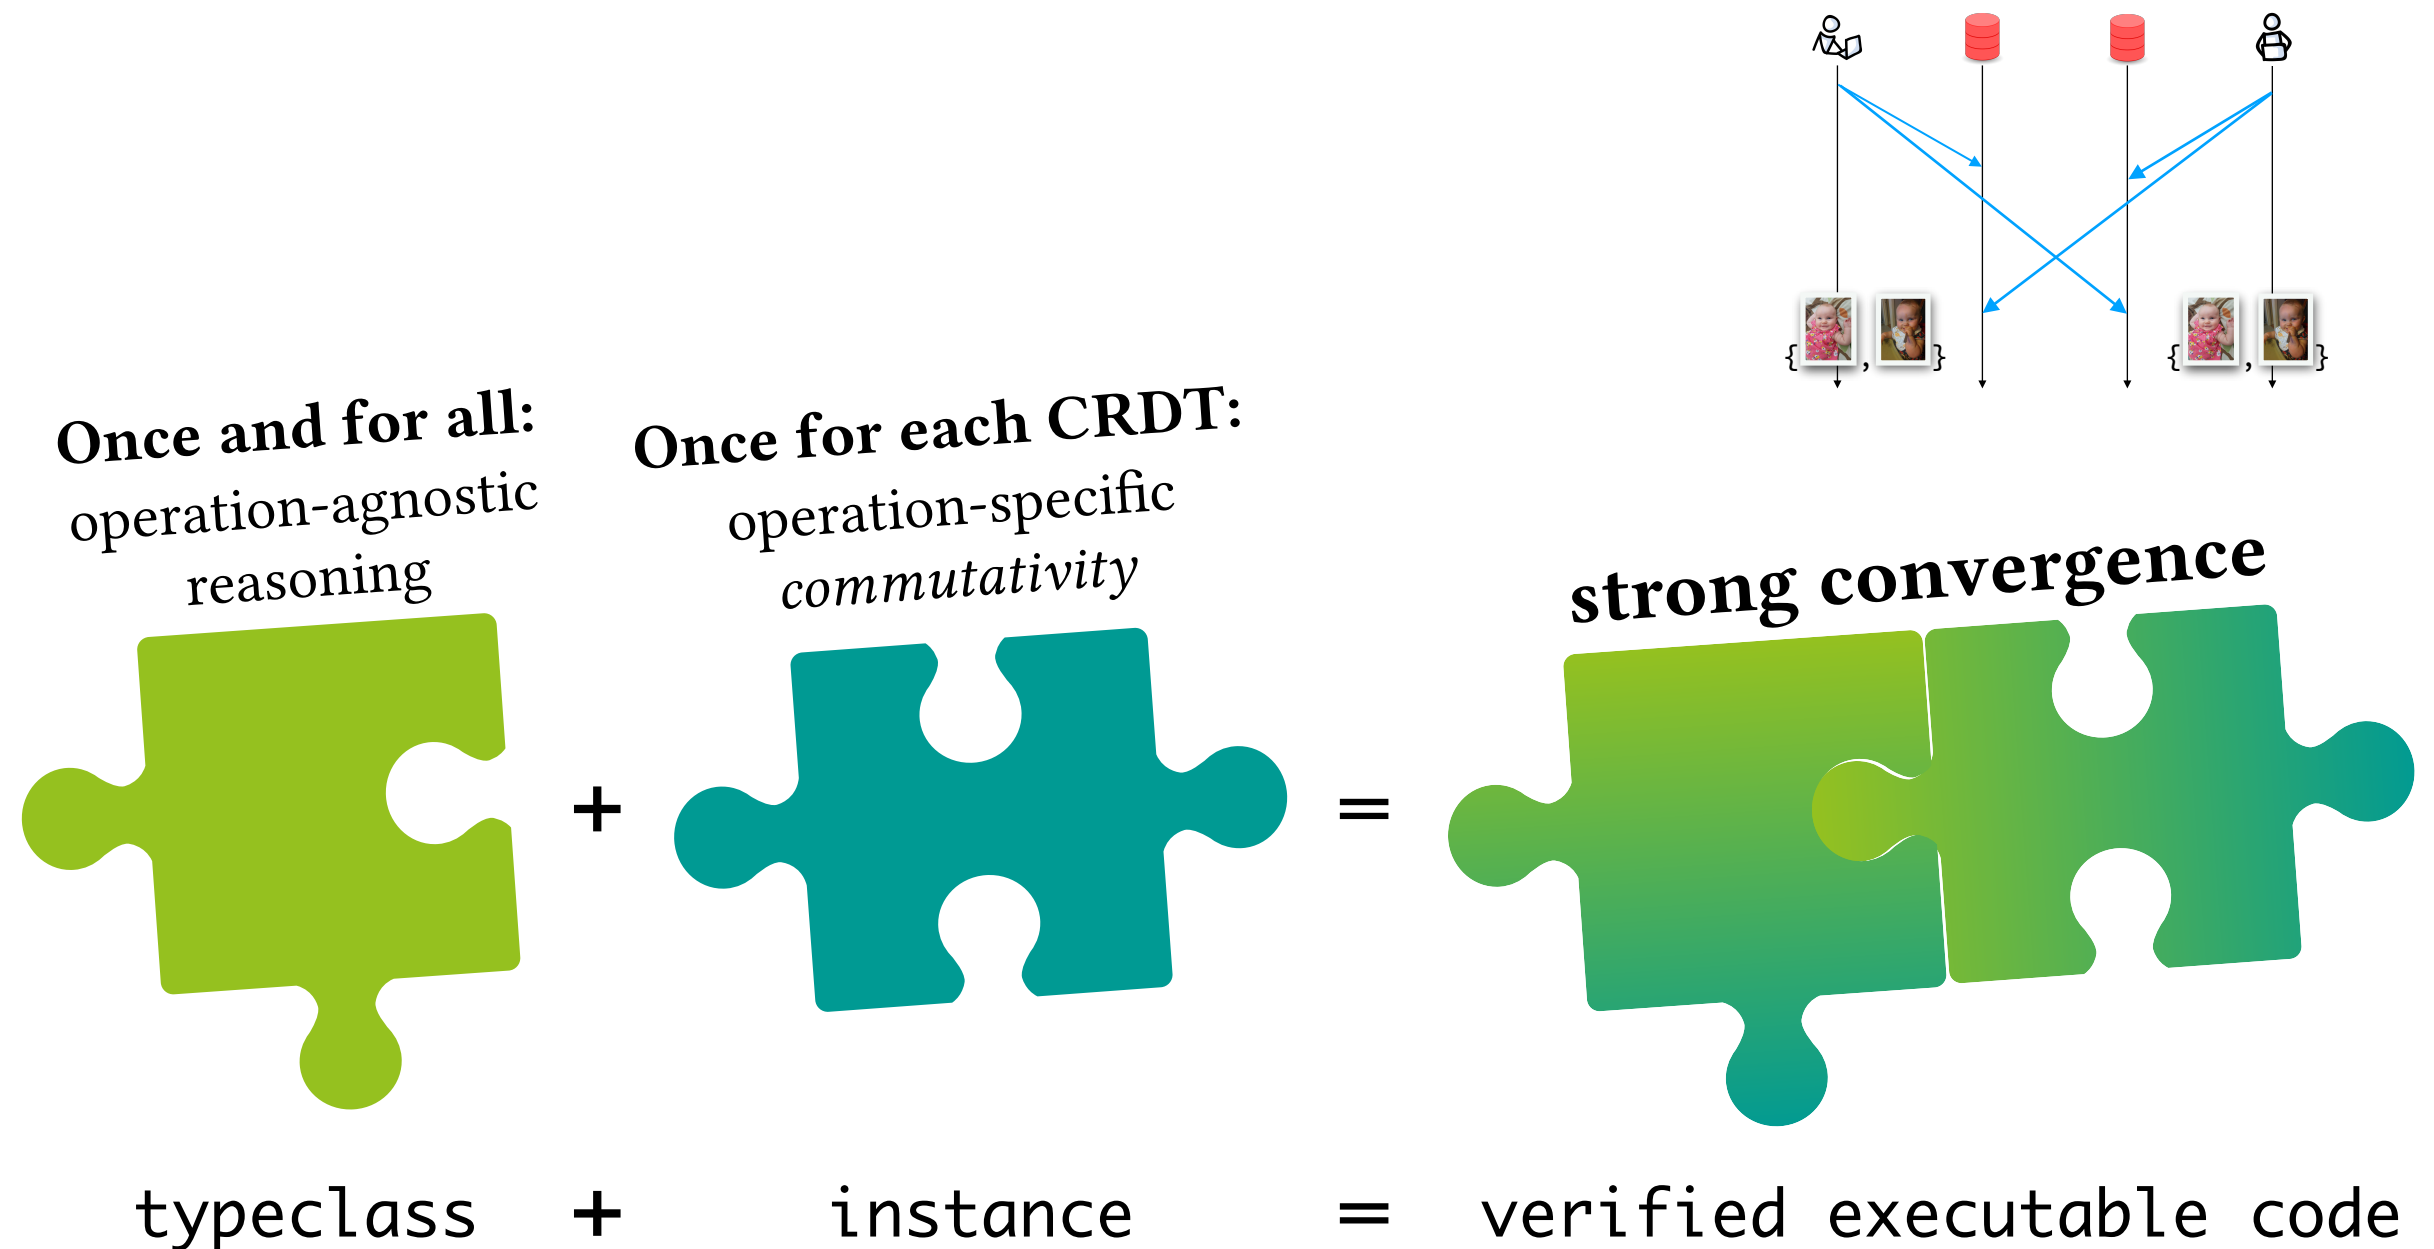 { , }
{ , }
Once and for all:
operation-agnostic
reasoning
Once for each CRDT:
operation-specific
commutativity
strong convergence
+
=
typeclass + instance = verified executable code